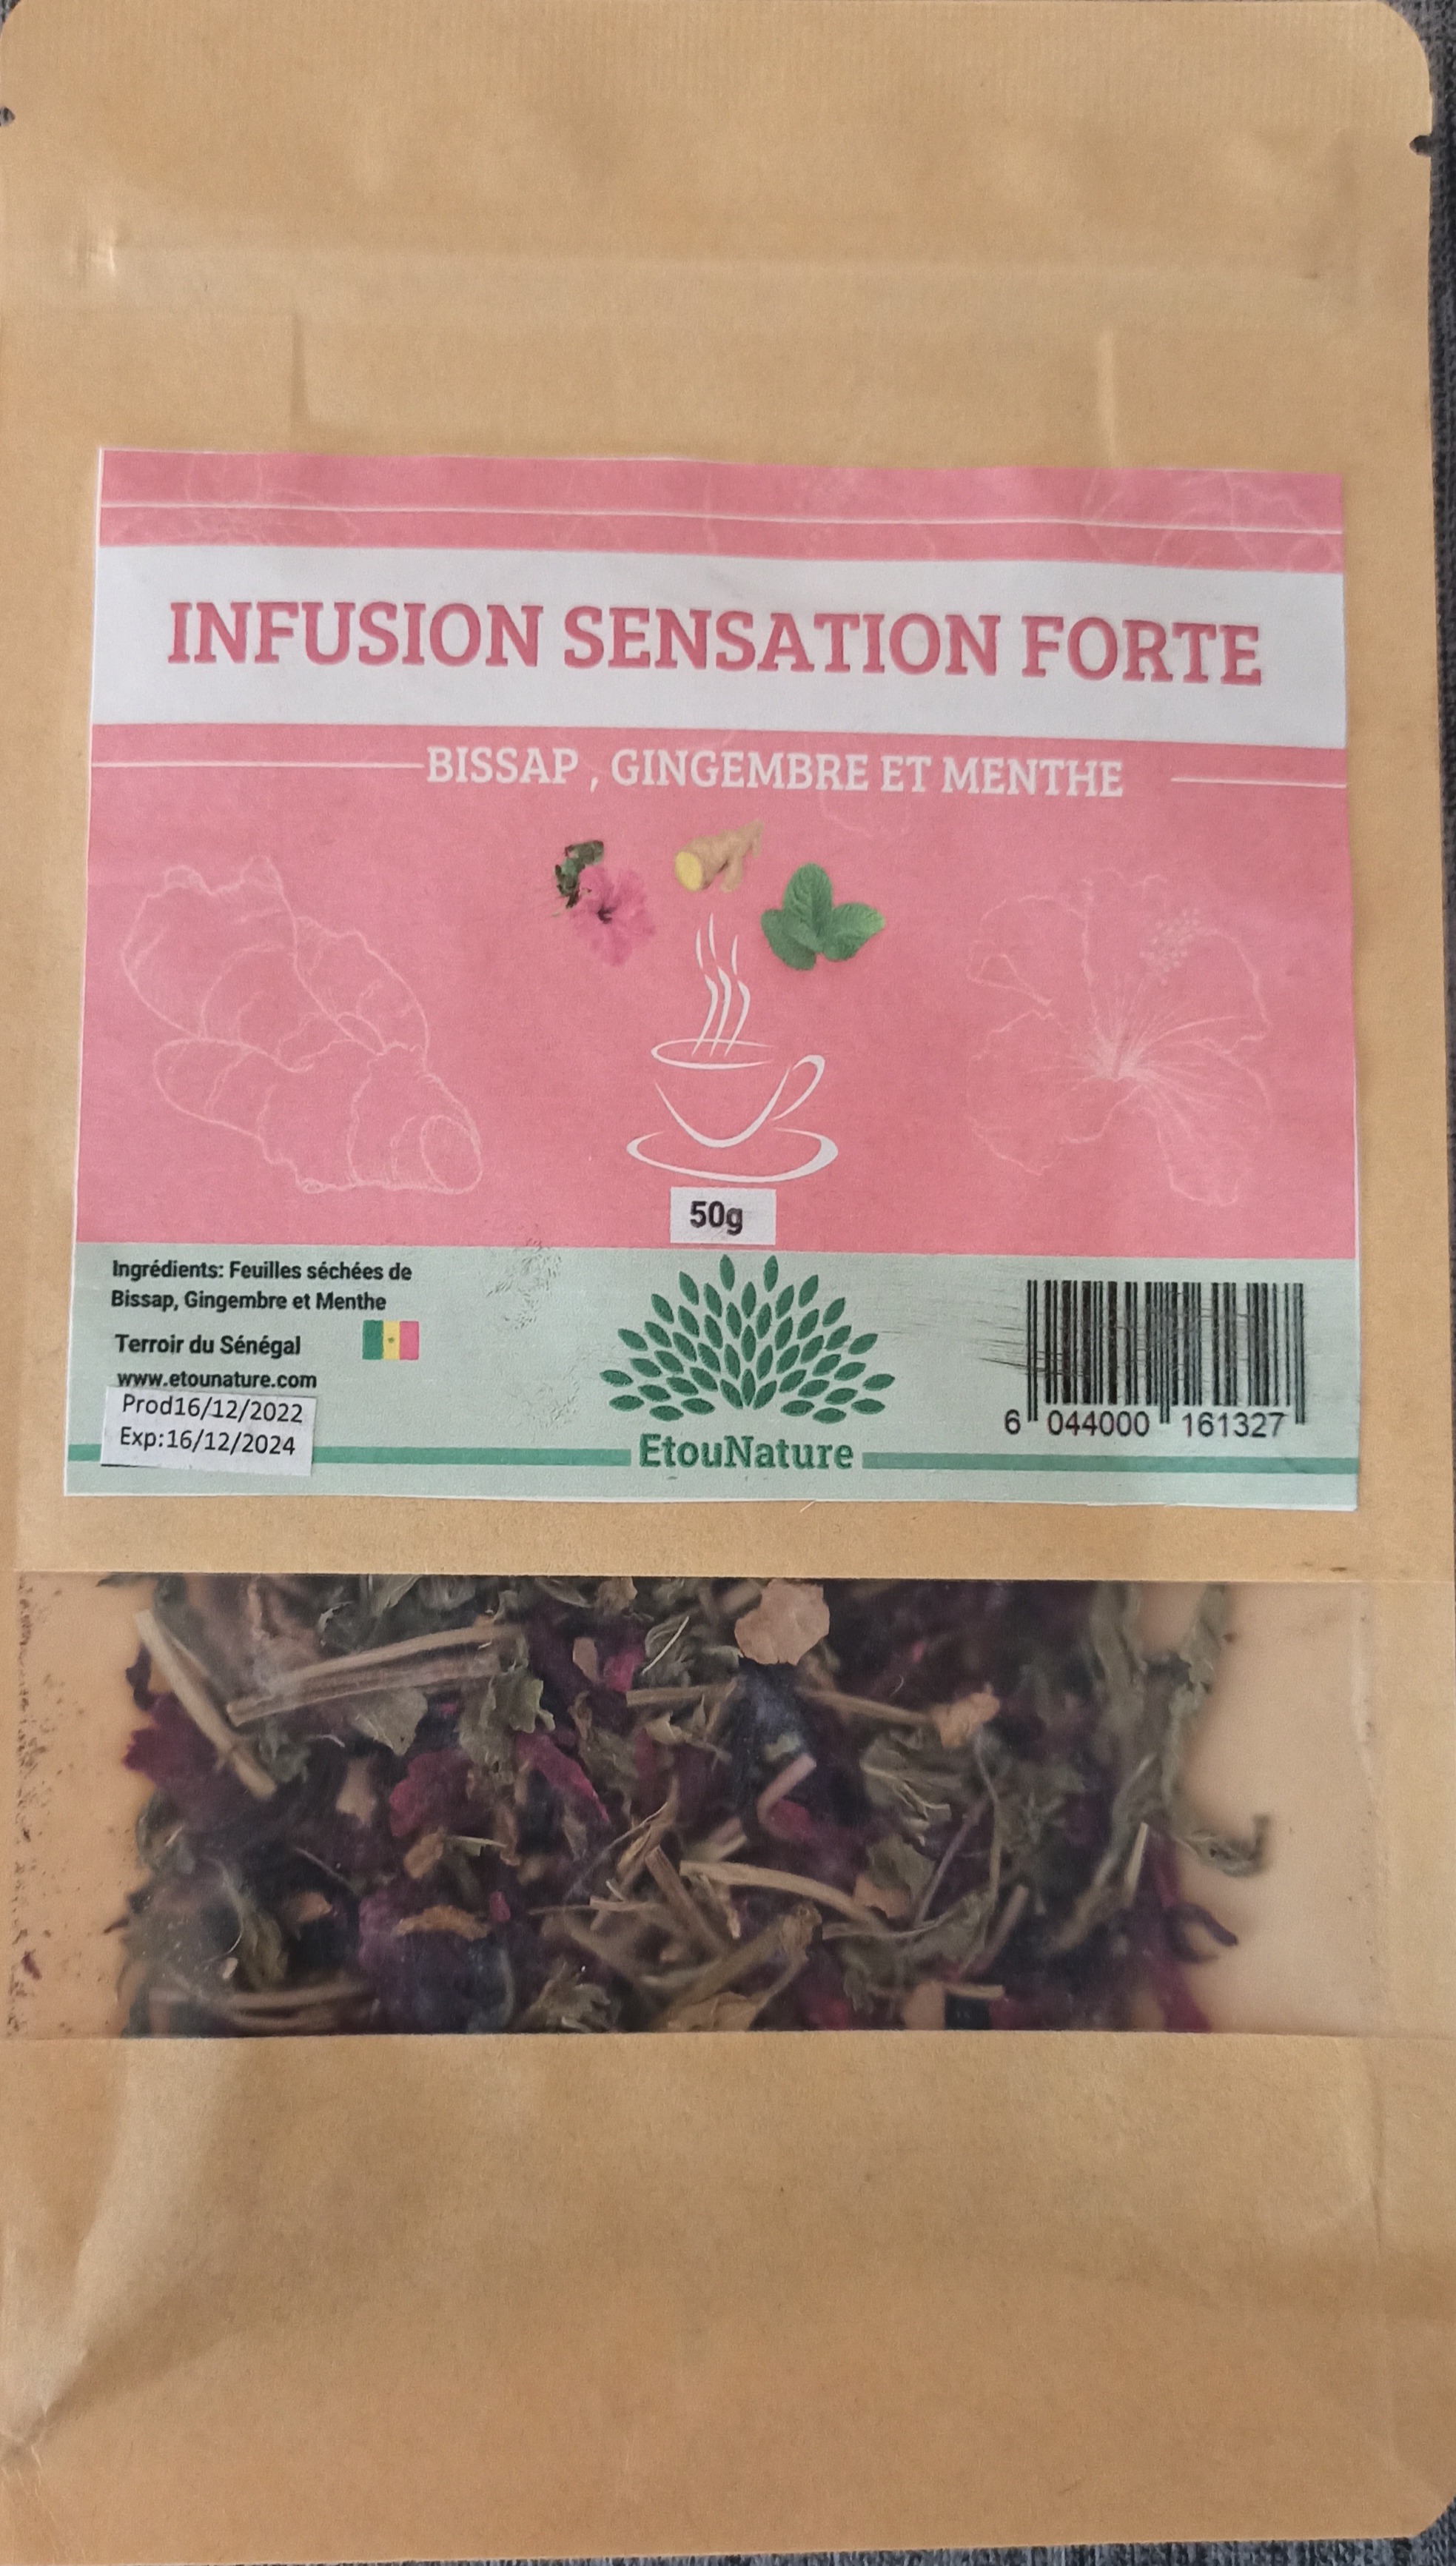 INFUSION SENSATION FORTE
BISSAP , GINGEMBRE ET MENTHE
50g
Ingrédients: Feuilles séchées de
Bissap, Gingembre et Menthe
Terroir du Sénégal
www.etounature.com
Prod16/12/2022
Exp:16/12/2024
EtouNature
6 044000 161327